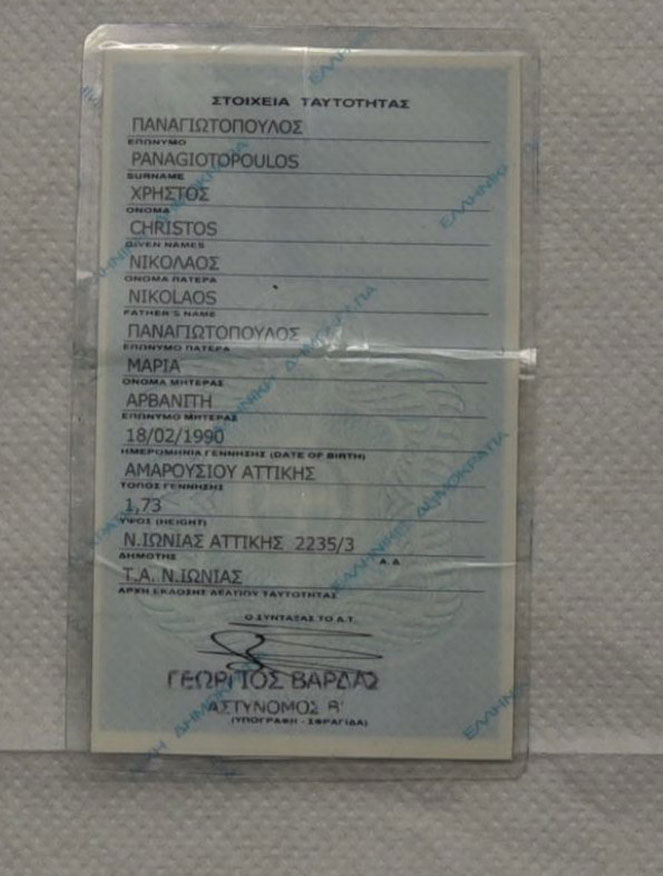 ΣΤΟΙΧΕΙΑ ΤΑΥΤΟΤΗΤΑΣ
ΠΑΝΑΓΙΩΤΟΠΟΥΛΟΣ
ΕΠΩΝΥΜΟ
PANAGIOTOPOULOS
SURNAME
ΧΡΗΣΤΟΣ
ΟΝΟΜΑ
CHRISTOS
GIVEN NAMES
ΝΙΚΟΛΑΟΣ
ΟΝΟΜΑ ΠΑΤΕΡΑ
NIKOLAOS
FATHER'S NAME
ΠΑΝΑΓΙΩΤΟΠΟΥΛΟΣ
ΕΠΩΝΥΜΟ ΠΑΤΕΡΑ
ΜΑΡΙΑ
ΟΝΟΜΑ ΜΗΤΕΡΑΣ
ΑΡΒΑΝΙΤΗ
ΕΠΩΝΥΜΟ ΜΗΤΕΡΑΣ
18/02/1990
ΗΜΕΡΟΜΗΝΙΑ ΓΕΝΝΗΣΗΣ (DATE OF BIRTH)
ΑΜΑΡΟΥΣΙΟΥ ΑΤΤΙΚΗΣ
ΤΟΠΟΣ ΓΕΝΝΗΣΗΣ
1,73
ΥΨΟΣ (HEIGHT)
Ν.ΙΩΝΙΑΣ ΑΤΤΙΚΗΣ 2235/3
ΔΗΜΟΤΗΣ Α.Δ
Τ.Α. Ν.ΙΩΝΙΑΣ
ΑΡΧΗ ΕΚΔΟΣΗΣ ΔΕΛΤΙΟΥ ΤΑΥΤΟΤΗΤΑΣ
Ο ΣΥΝΤΑΞΑΣ ΤΟ Δ.Τ.
ΒΑΡΔΑΣ
ΑΣΤΥΝΟΜΟΣ Β'
(ΥΠΟΓΡΑΦΗ - ΣΦΡΑΓΙΔΑ)
ΕΛΛΗΝΙΚΗ ΔΗΜΟΚΡΑΤΙΑ